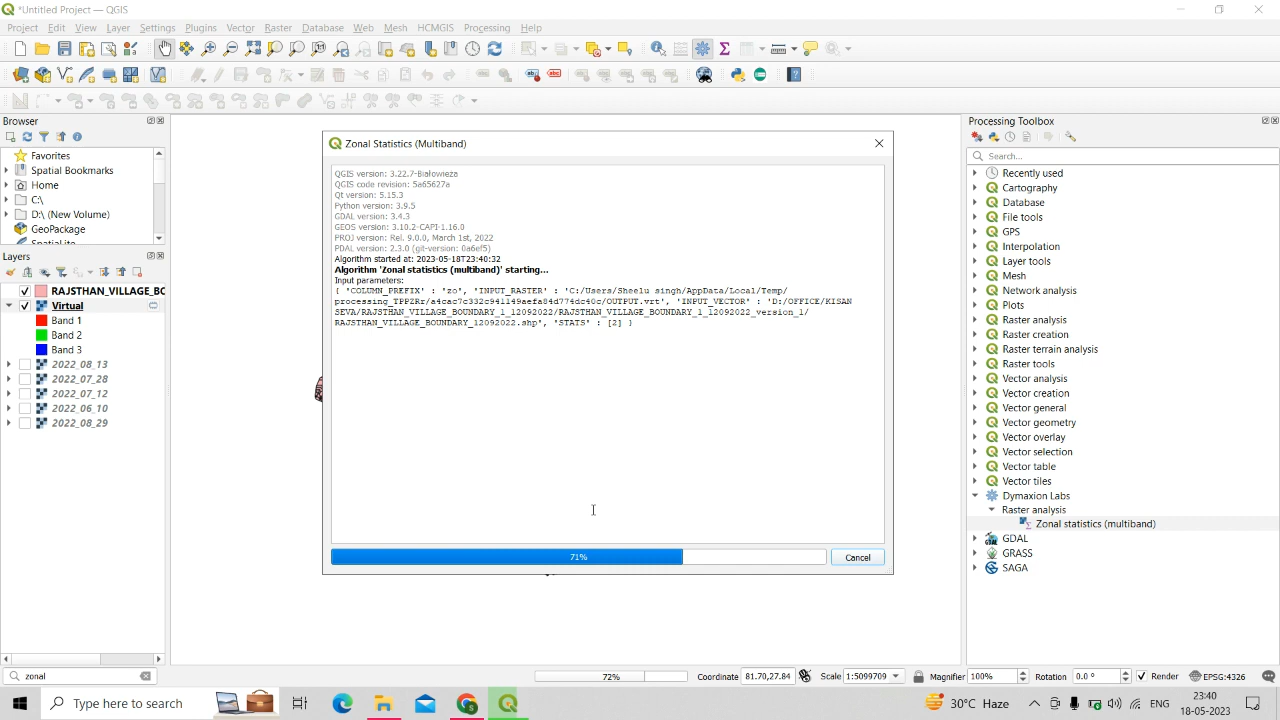 *Untitled Project — QGIS
Project Edit View Layer Settings Plugins Vector Raster Database Web Mesh HCMGIS Processing Help
Browser
Favorites
Spatial Bookmarks
Home
C:\
D:\ (New Volume)
GeoPackage
SpatiaLite
Layers
RAJSTHAN_VILLAGE_BO
Virtual
Band 1
Band 2
Band 3
2022_08_13
2022_07_28
2022_07_12
2022_06_10
2022_08_29
Zonal Statistics (Multiband)
QGIS version: 3.22.7-Białowieża
QGIS code revision: 5a65627a
Qt version: 5.15.3
Python version: 3.9.5
GDAL version: 3.4.3
GEOS version: 3.10.2-CAPI-1.16.0
PROJ version: Rel. 9.0.0, March 1st, 2022
PDAL version: 2.3.0 (git-version: 0a6ef5)
Algorithm started at: 2023-05-18T23:40:32
Algorithm 'Zonal statistics (multiband)' starting...
Input parameters:
{ 'COLUMN_PREFIX' : 'zo', 'INPUT_RASTER' : 'C:/Users/Sheelu singh/AppData/Local/Temp/
processing_TPPZRz/a4cac7c332c941149aefa84d774dc40c/OUTPUT.vrt', 'INPUT_VECTOR' : 'D:/OFFICE/KISAN
SEVA/RAJSTHAN_VILLAGE_BOUNDARY_1_12092022/RAJSTHAN_VILLAGE_BOUNDARY_1_12092022_version_1/
RAJSTHAN_VILLAGE_BOUNDARY_12092022.shp', 'STATS' : [2] }
71%
Cancel
Processing Toolbox
Search...
Recently used
Cartography
Database
File tools
GPS
Interpolation
Layer tools
Mesh
Network analysis
Plots
Raster analysis
Raster creation
Raster terrain analysis
Raster tools
Vector analysis
Vector creation
Vector general
Vector geometry
Vector overlay
Vector selection
Vector table
Vector tiles
Dymaxion Labs
Raster analysis
Zonal statistics (multiband)
GDAL
GRASS
SAGA
zonal
72%
Coordinate 81.70,27.84 Scale 1:5099709 Magnifier 100% Rotation 0.0 ° Render EPSG:4326
Type here to search
30°C Haze
ENG
23:40
18-05-2023